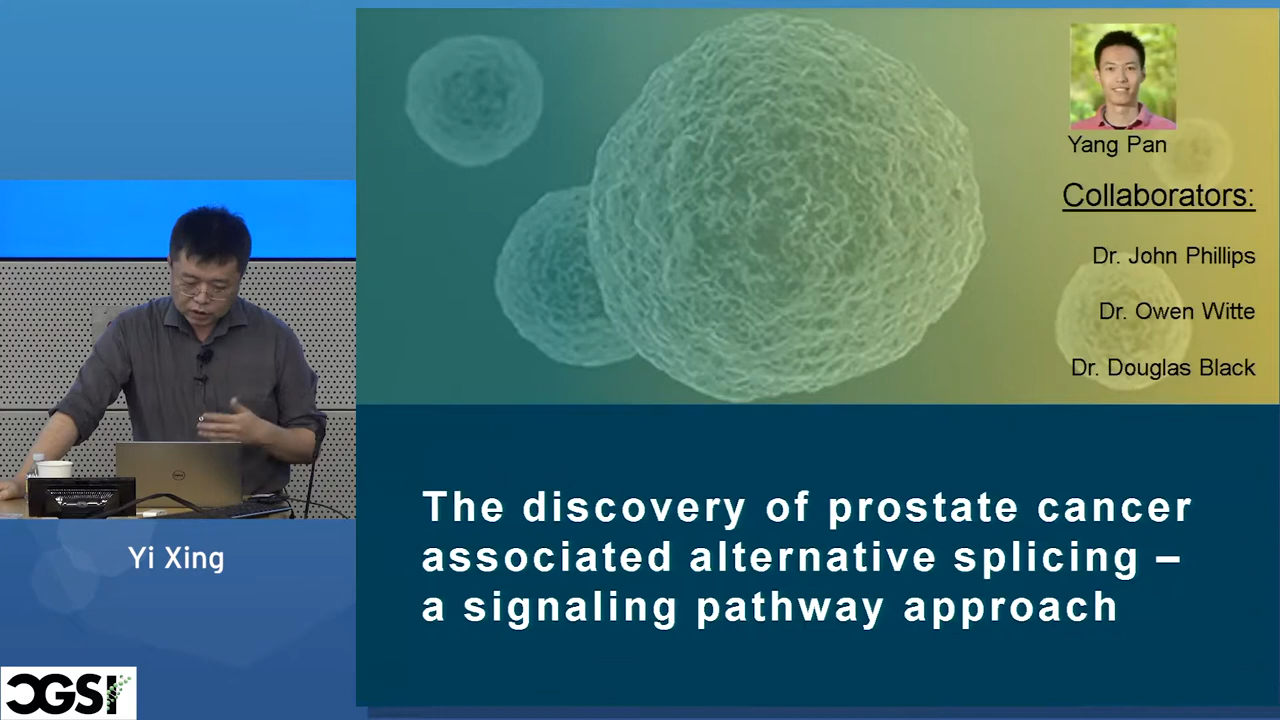 Yang Pan
Collaborators:
Dr. John Phillips
Dr. Owen Witte
Dr. Douglas Black
The discovery of prostate cancer
associated alternative splicing –
a signaling pathway approach
Yi Xing
CGSI